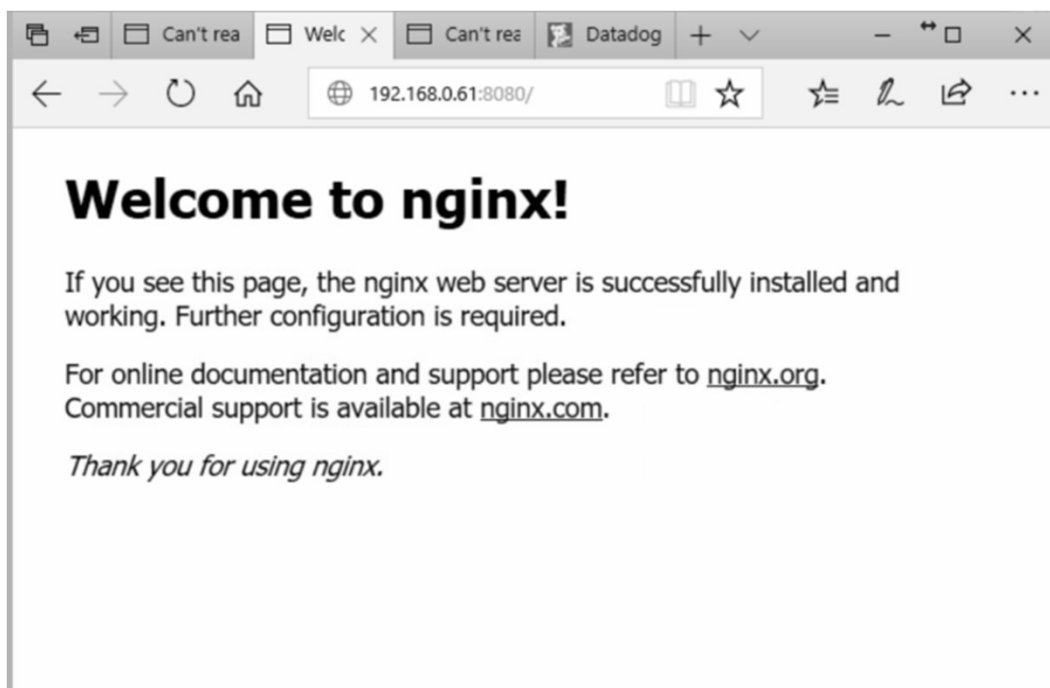 Can't rea Welc Can't rea Datadog
192.168.0.61:8080/
Welcome to nginx!
If you see this page, the nginx web server is successfully installed and
working. Further configuration is required.
For online documentation and support please refer to nginx.org.
Commercial support is available at nginx.com.
Thank you for using nginx.